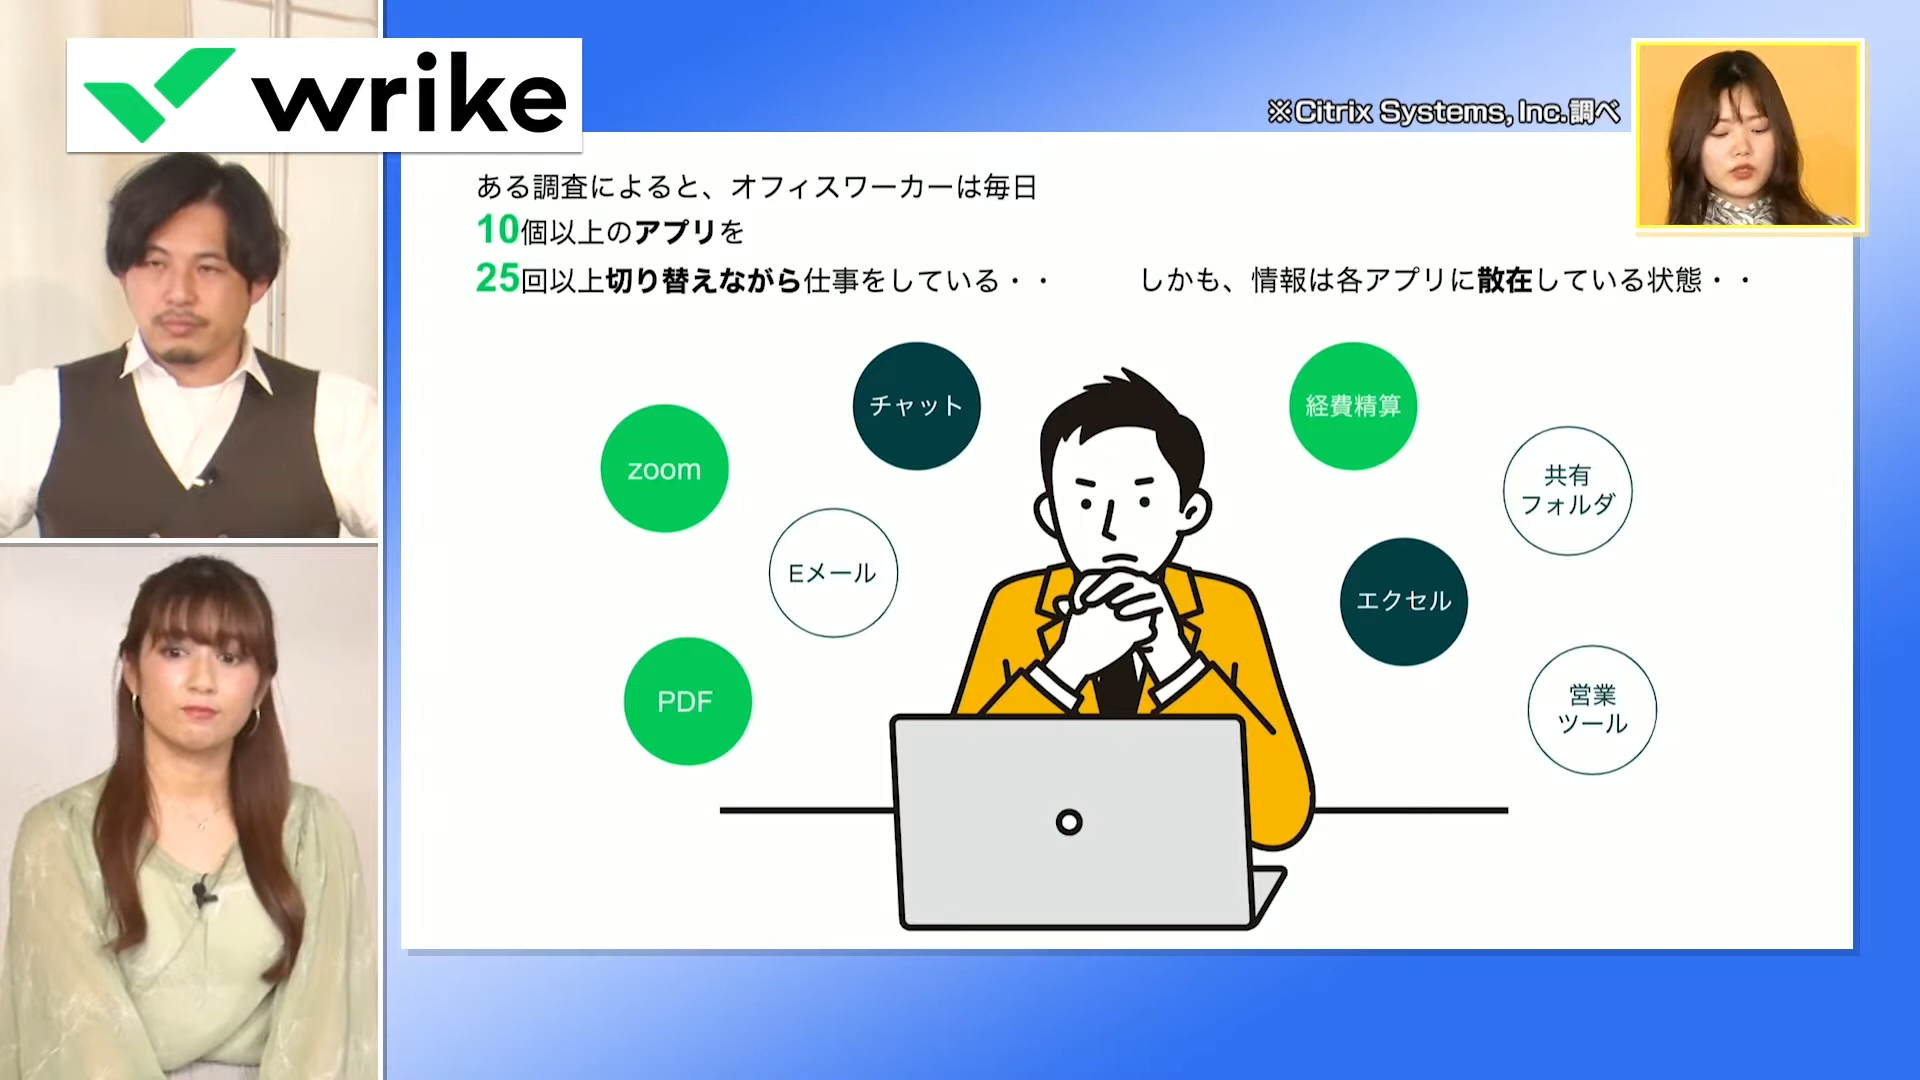 wrike
※Citrix Systems, Inc.調べ
ある調査によると、オフィスワーカーは毎日
10個以上のアプリを
25回以上切り替えながら仕事をしている・・
しかも、情報は各アプリに散在している状態・・
チャット
経費精算
zoom
共有
フォルダ
Eメール
エクセル
PDF
営業
ツール